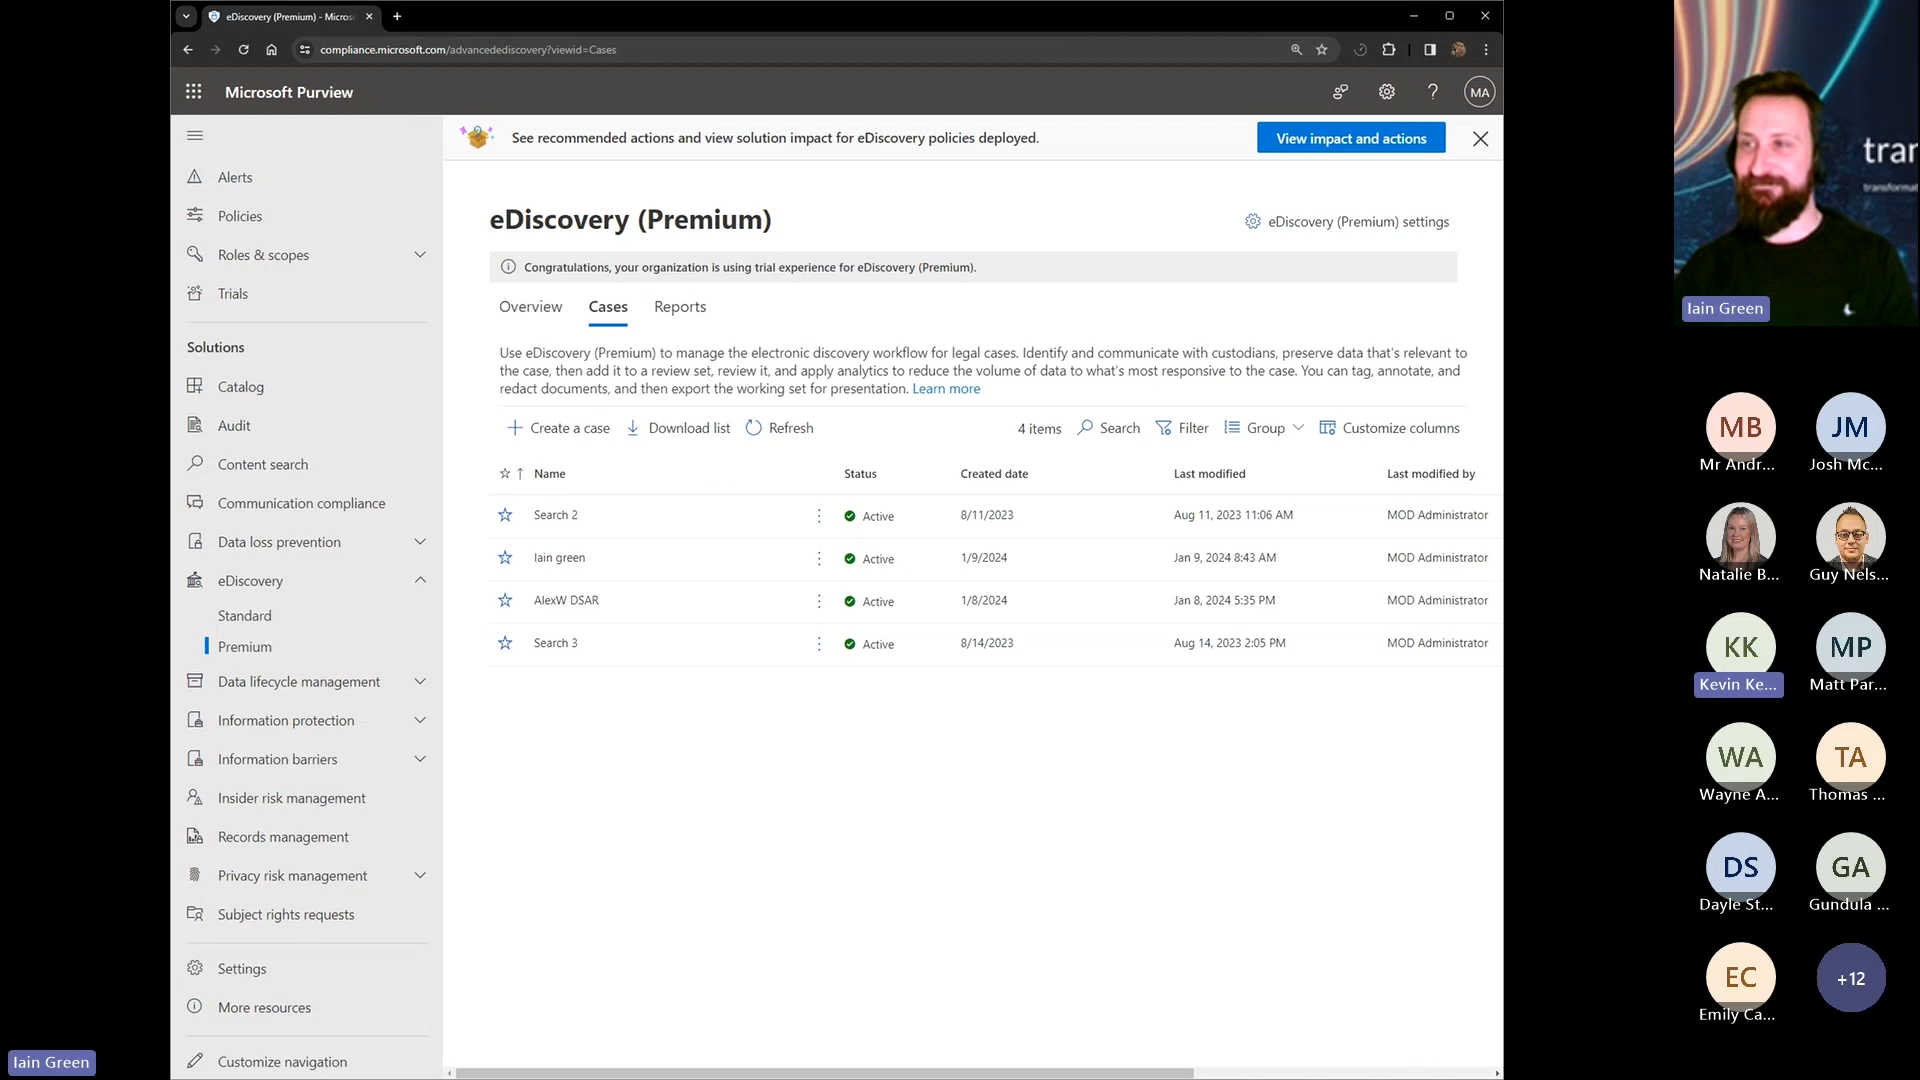 eDiscovery (Premium) - Micros
compliance.microsoft.com/advancedediscovery?viewid=Cases
Microsoft Purview
MA
See recommended actions and view solution impact for eDiscovery policies deployed.
View impact and actions
Alerts
Policies
Roles & scopes
Trials
Solutions
Catalog
Audit
Content search
Communication compliance
Data loss prevention
eDiscovery
Standard
Premium
Data lifecycle management
Information protection
Information barriers
Insider risk management
Records management
Privacy risk management
Subject rights requests
Settings
More resources
Customize navigation
eDiscovery (Premium)
eDiscovery (Premium) settings
Congratulations, your organization is using trial experience for eDiscovery (Premium).
Overview Cases Reports
Use eDiscovery (Premium) to manage the electronic discovery workflow for legal cases. Identify and communicate with custodians, preserve data that's relevant to
the case, then add it to a review set, review it, and apply analytics to reduce the volume of data to what's most responsive to the case. You can tag, annotate, and
redact documents, and then export the working set for presentation. Learn more
Create a case Download list Refresh 4 items Search Filter Group Customize columns
Name Status Created date Last modified Last modified by
Search 2 Active 8/11/2023 Aug 11, 2023 11:06 AM MOD Administrator
Iain green Active 1/9/2024 Jan 9, 2024 8:43 AM MOD Administrator
AlexW DSAR Active 1/8/2024 Jan 8, 2024 5:35 PM MOD Administrator
Search 3 Active 8/14/2023 Aug 14, 2023 2:05 PM MOD Administrator
Iain Green
tran
transformat
Iain Green
MB JM
Mr Andr... Josh Mc...
Natalie B... Guy Nels...
KK MP
Kevin Ke... Matt Par...
WA TA
Wayne A... Thomas ...
DS GA
Dayle St... Gundula ...
EC +12
Emily Ca...